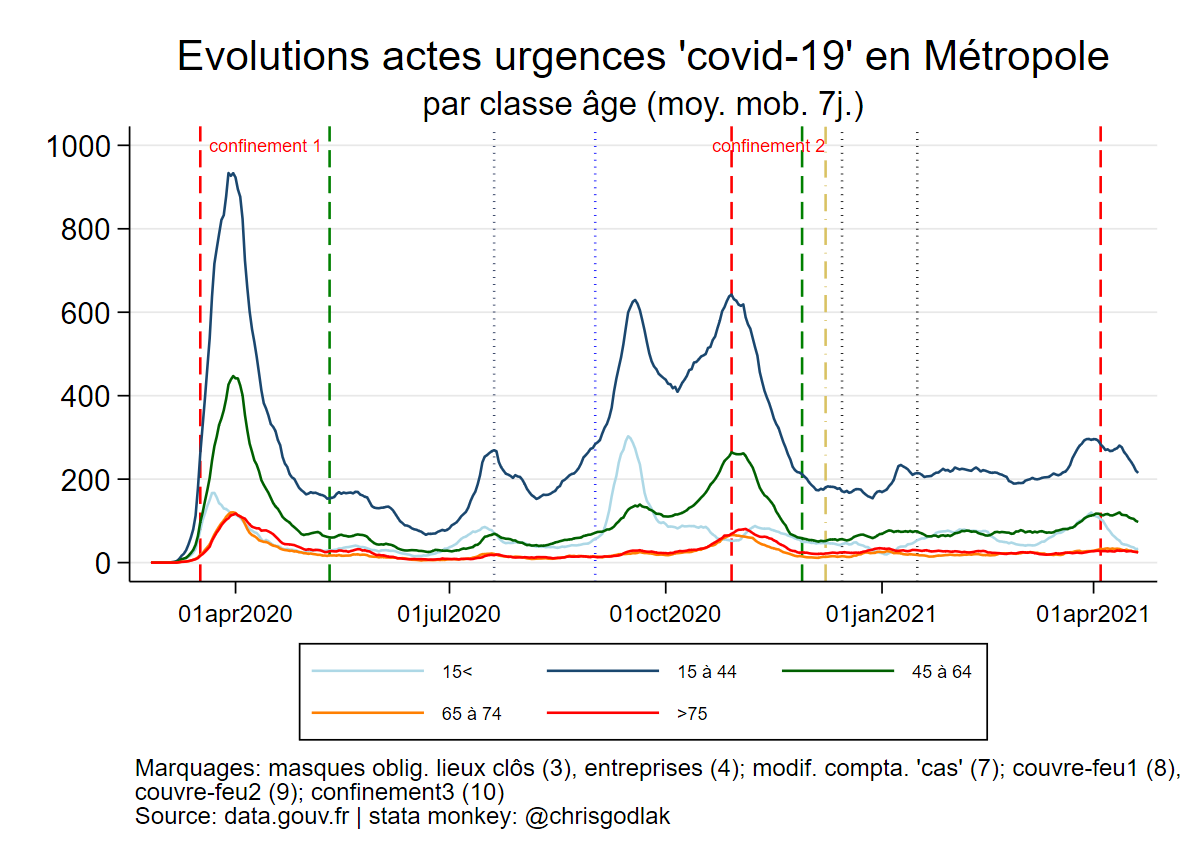 Evolutions actes urgences 'covid-19' en Métropole
par classe âge (moy. mob. 7j.)
confinement 1
confinement 2
1000
800
600
400
200
0
01apr2020
01jul2020
01oct2020
01jan2021
01apr2021
15<
15 à 44
45 à 64
65 à 74
>75
Marquages: masques oblig. lieux clôs (3), entreprises (4); modif. compta. 'cas' (7); couvre-feu1 (8),
couvre-feu2 (9); confinement3 (10)
Source: data.gouv.fr | stata monkey: @chrisgodlak